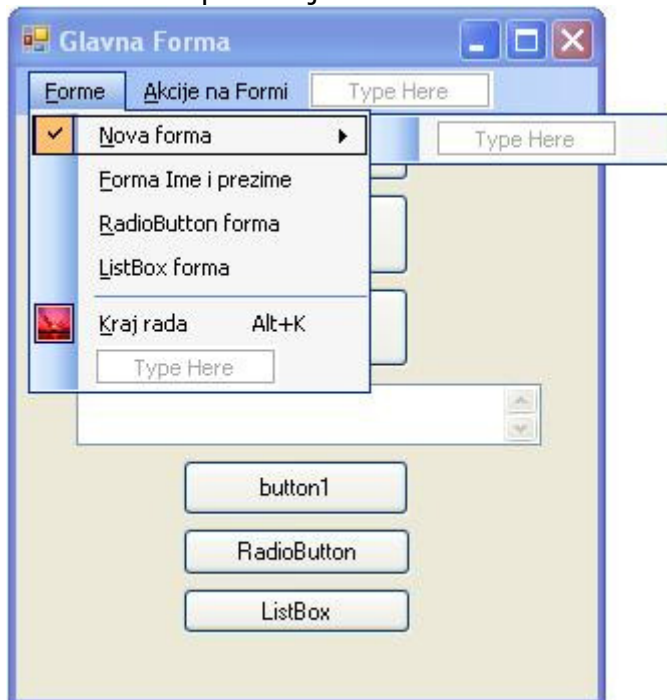 Glavna Forma
Forme Akcije na Formi Type Here
Nova forma Type Here
Forma Ime i prezime
RadioButton forma
ListBox forma
Kraj rada Alt+K
Type Here
button1
RadioButton
ListBox